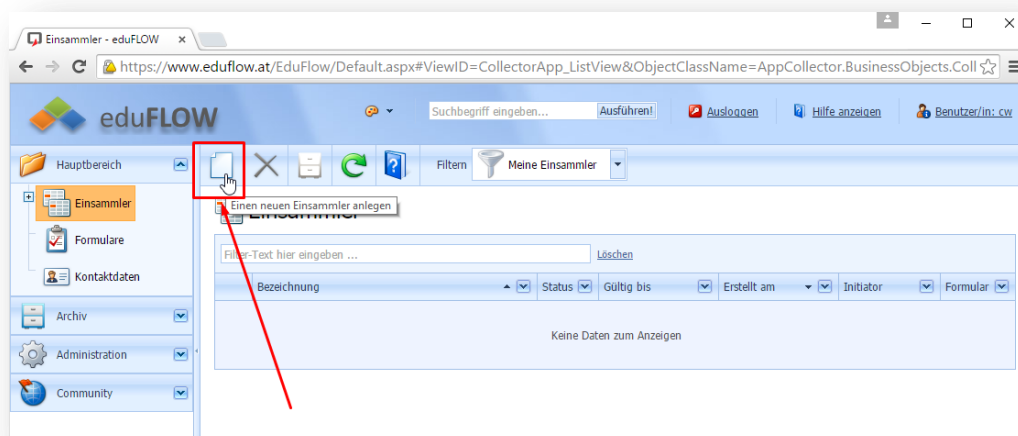 Einsammler - eduFLOW
https://www.eduflow.at/EduFlow/Default.aspx#ViewID=CollectorApp_ListView&ObjectClassName=AppCollector.BusinessObjects.Coll
eduFLOW
Suchbegriff eingeben... Ausführen! Ausloggen Hilfe anzeigen Benutzer/in: cw
Hauptbereich Filtern Meine Einsammler
Einsammler
Einen neuen Einsammler anlegen
Einsammler
Formulare
Filter-Text hier eingeben ... Löschen
Kontaktdaten
Bezeichnung Status Gültig bis Erstellt am Initiator Formular
Archiv
Keine Daten zum Anzeigen
Administration
Community